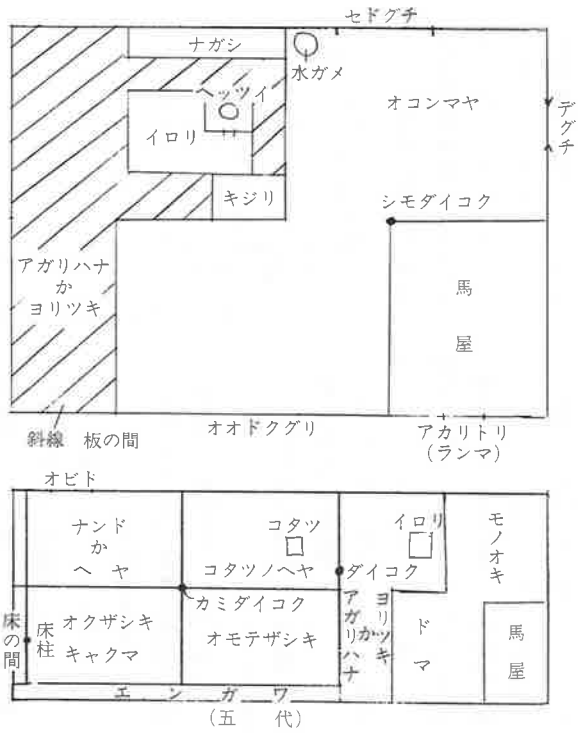 セドグチ
ナガシ
水ガメ
ヘッツイ
オコンマヤ
デグチ
イロリ
キジリ
シモダイコク
アガリハナ
か
ヨリツキ
馬
屋
斜線 板の間
オオドグリ
アカリトリ
(ランマ)
オビド
ナンド
か
ヘヤ
コタツ
コタツノヘヤ
イロリ
モノオキ
ダイコク
カミダイコク
床の間
床柱
オクザシキ
キャクマ
オモテザシキ
ヨリツキ
か
アガリハナ
ドマ
馬
屋
エンガワ
(五 代)